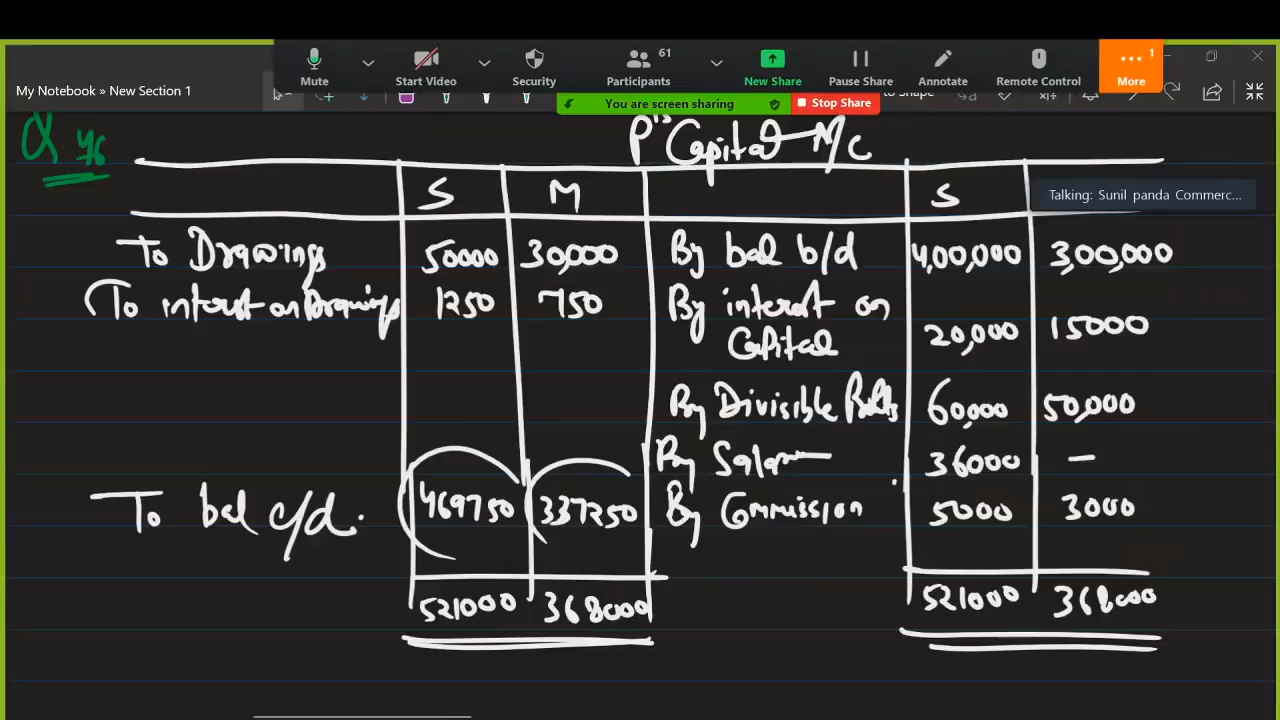 61
1
Mute
Start Video
Security
Participants
New Share
Pause Share
Annotate
Remote Control
More
My Notebook » New Section 1
You are screen sharing
Stop Share
to Shape
P'rs Capital A/c
S M S
Talking: Sunil panda Commerc...
To Drawings 50000 30,000 By bal b/d 4,00,000 3,00,000
To interest on Drawings 1250 750 By interest on
Capital 20,000 15000
By Divisible 60,000 50,000
By Salary 36000 —
To bal c/d. 469750 337250 By Commission 5000 3000
521000 368000 521000 368000